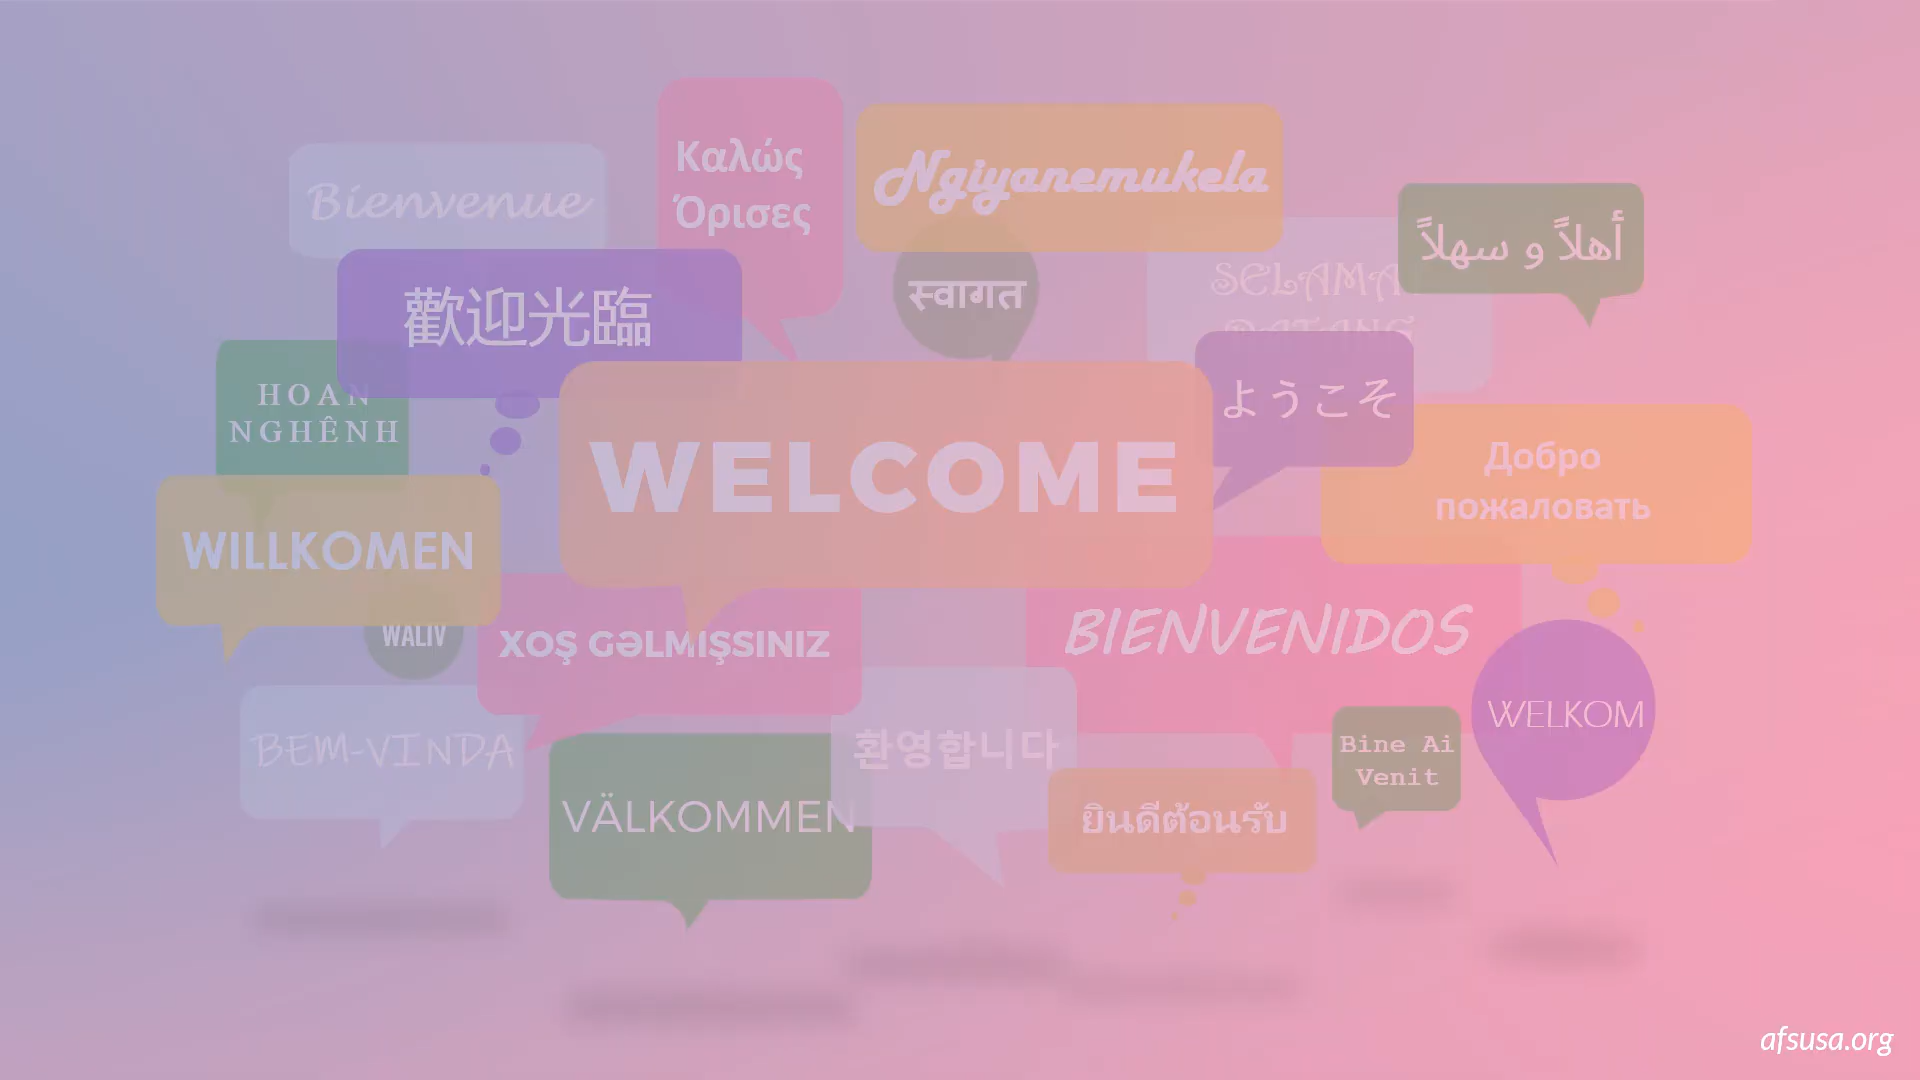 Bienvenue
Καλώς
Όρισες
Ngiyanemukela
أهلاً و سهلاً
स्वागत
SELAMA
歡迎光臨
ようこそ
HOAN
NGHÊNH
WELCOME
Добро
пожаловать
WILLKOMEN
WALIV
XOŞ GƏLMIŞSINIZ
BIENVENIDOS
WELKOM
BEM-VINDA
환영합니다
Bine Ai
Venit
VÄLKOMMEN
ยินดีต้อนรับ
afsusa.org